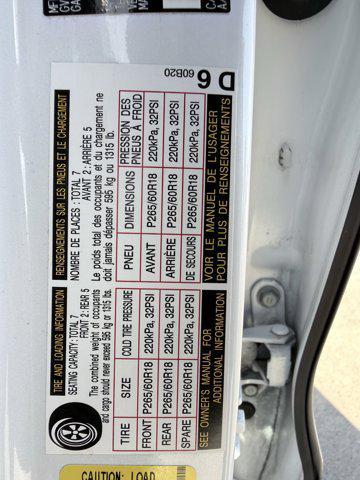 TIRE AND LOADING INFORMATION
SEATING CAPACITY:TOTAL 7
FRONT 2:REAR 5
The combined weight of occupants
and cargo should never exceed 595 kg or 1315 lbs.
TIRE SIZE COLD TIRE PRESSURE
FRONT P265/60R18 220kPa, 32PSI
REAR P265/60R18 220kPa, 32PSI
SPARE P265/60R18 220kPa, 32PSI
SEE OWNER'S MANUAL FOR
ADDITIONAL INFORMATION
RENSEIGNEMENTS SUR LES PNEUS ET LE CHARGEMENT
NOMBRE DE PLACES : TOTAL 7
AVANT 2 : ARRIÈRE 5
Le poids total des occupants et du chargement ne
doit jamais dépasser 595 kg ou 1315 lb.
PNEU DIMENSIONS PRESSION DES
PNEUS À FROID
AVANT P265/60R18 220kPa, 32PSI
ARRIÈRE P265/60R18 220kPa, 32PSI
DE SECOURS P265/60R18 220kPa, 32PSI
VOIR LE MANUEL DE L'USAGER
POUR PLUS DE RENSEIGNEMENTS
60B20
D 6
CAUTION: LOAD